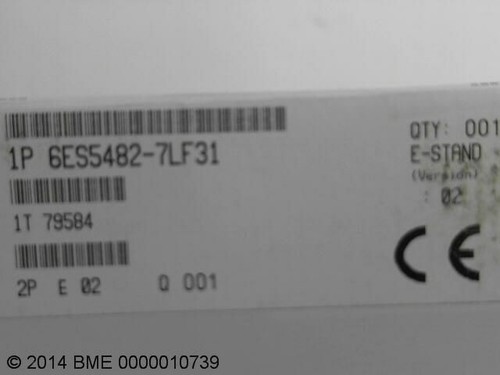 1P 6ES5482-7LF31
1T 79584
2P E 02 Q 001
QTY: 001
E-STAND
(Version)
: 02
CE
© 2014 BME 0000010739